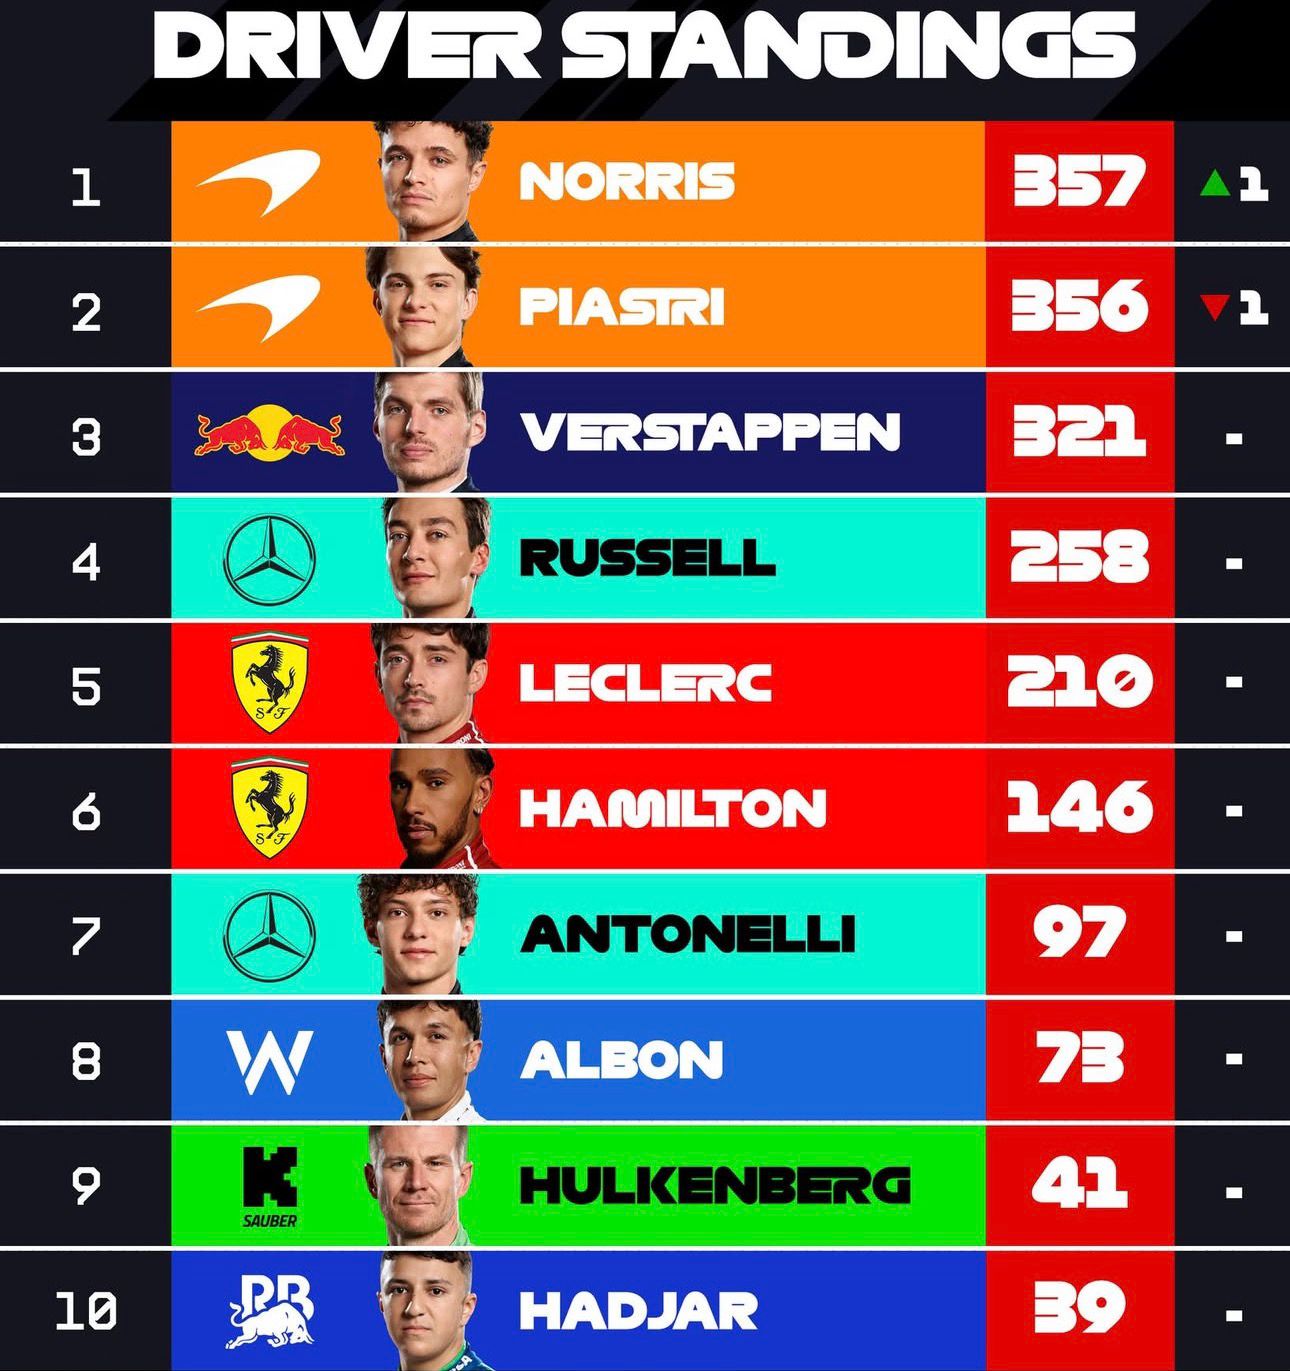 DRIVER STANDINGS
1 NORRIS 357 ▲ 1
2 PIASTRI 356 ▼ 1
3 VERSTAPPEN 321 -
4 RUSSELL 258 -
5 LECLERC 210 -
S F
6 HAMILTON 146 -
S F
7 ANTONELLI 97 -
8 W ALBON 73 -
9 K HULKENBERG 41 -
SAUBER
10 RB HADJAR 39 -